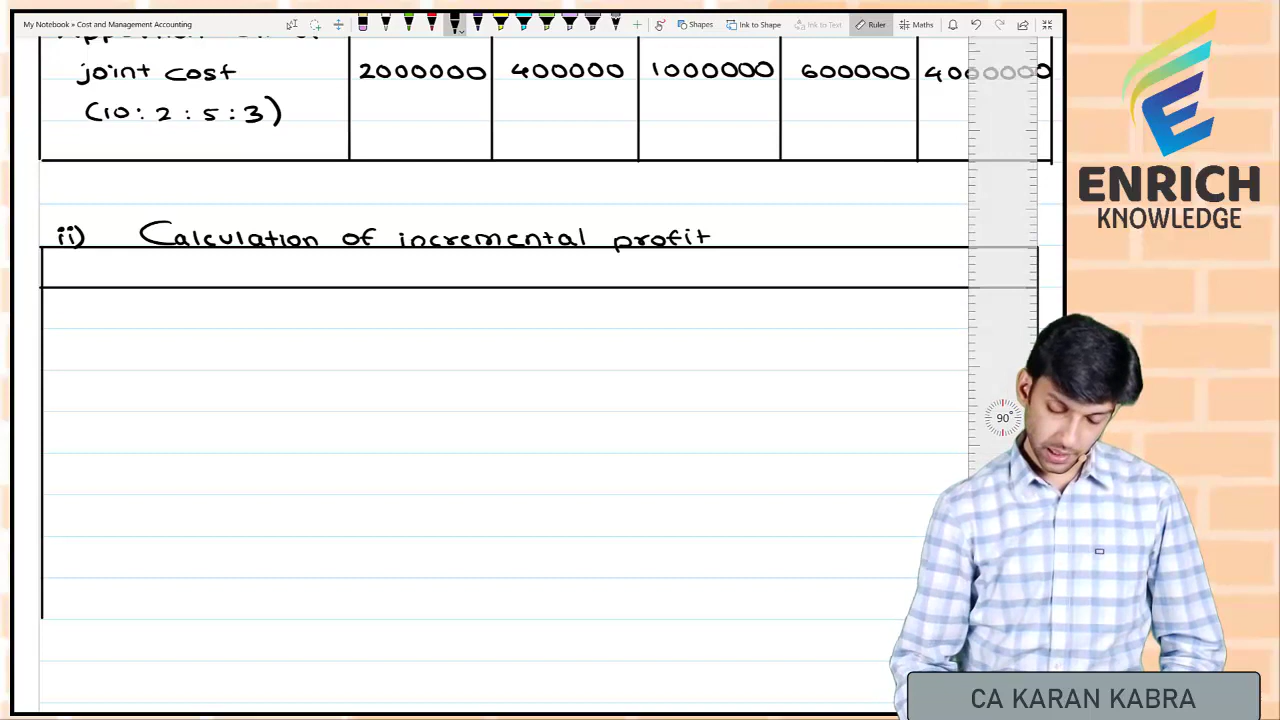 My Notebook » Cost and Management Accounting
Shapes
Ink to Shape
Ink to Text
Ruler
Maths
joint cost 2000000 400000 1000000 600000 4000000
(10 : 2 : 5 : 3)
ii) Calculation of incremental profit
90°
ENRICH
KNOWLEDGE
CA KARAN KABRA